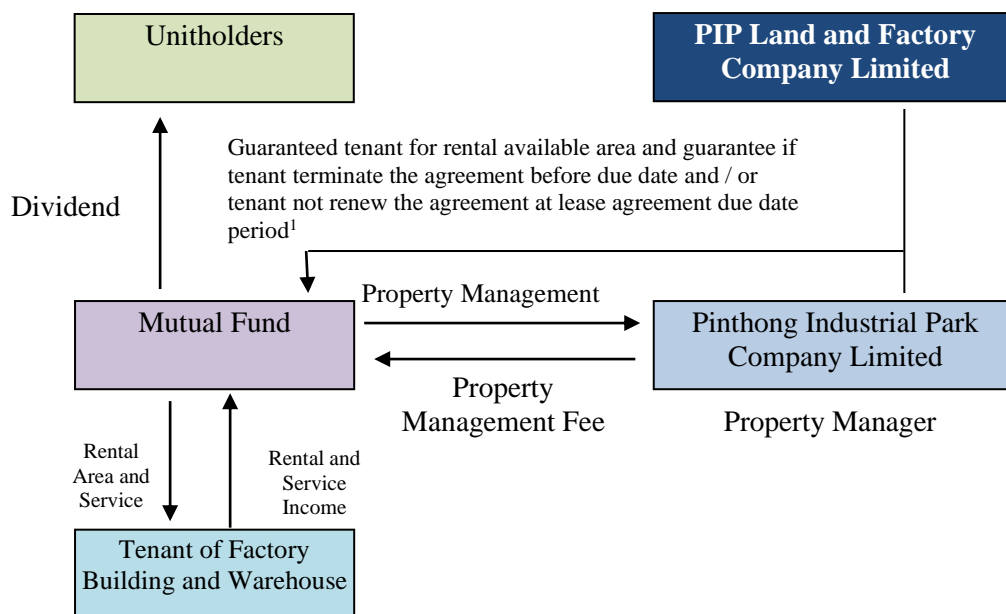 Unitholders
PIP Land and Factory
Company Limited
Guaranteed tenant for rental available area and guarantee if
tenant terminate the agreement before due date and / or
tenant not renew the agreement at lease agreement due date
period¹
Dividend
Property Management
Mutual Fund
Pinthong Industrial Park
Company Limited
Property
Management Fee
Property Manager
Rental
Area and
Service
Rental and
Service
Income
Tenant of Factory
Building and Warehouse